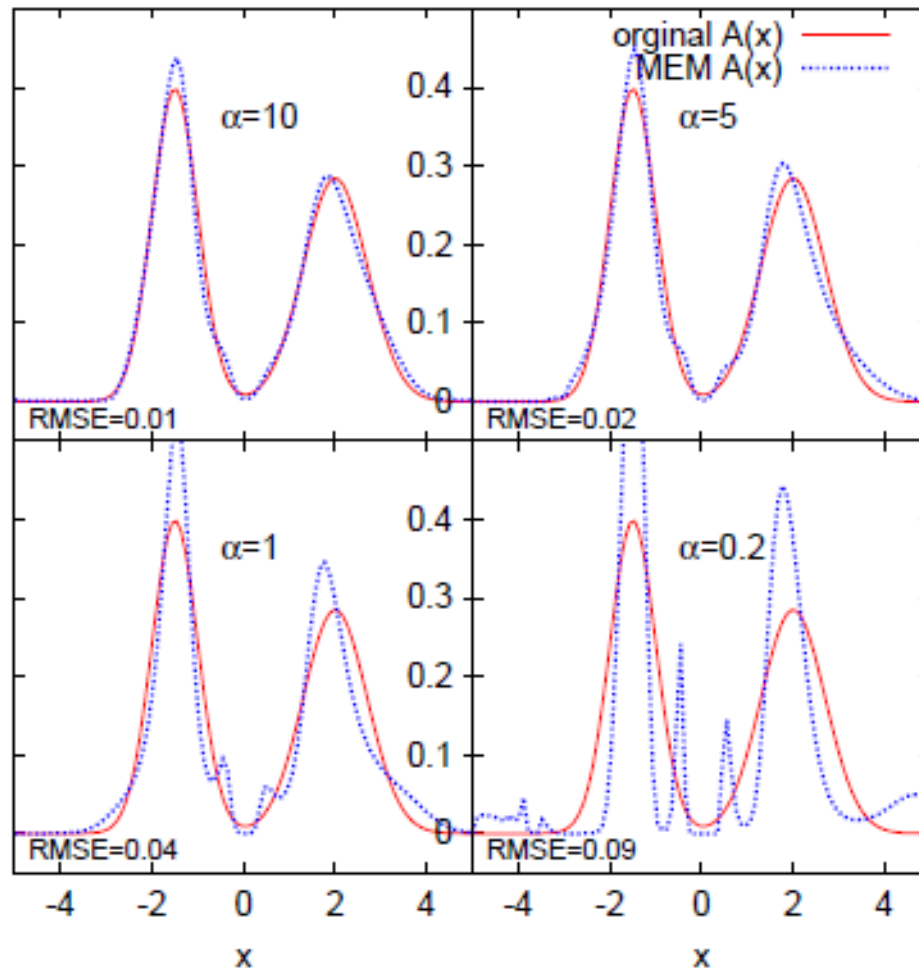 orginal A(x)
MEM A(x)
α=10
α=5
0.4
0.3
0.2
0.1
0
RMSE=0.01
RMSE=0.02
α=1
α=0.2
0.4
0.3
0.2
0.1
0
RMSE=0.04
RMSE=0.09
-4 -2 0 2 4 -4 -2 0 2 4
x x